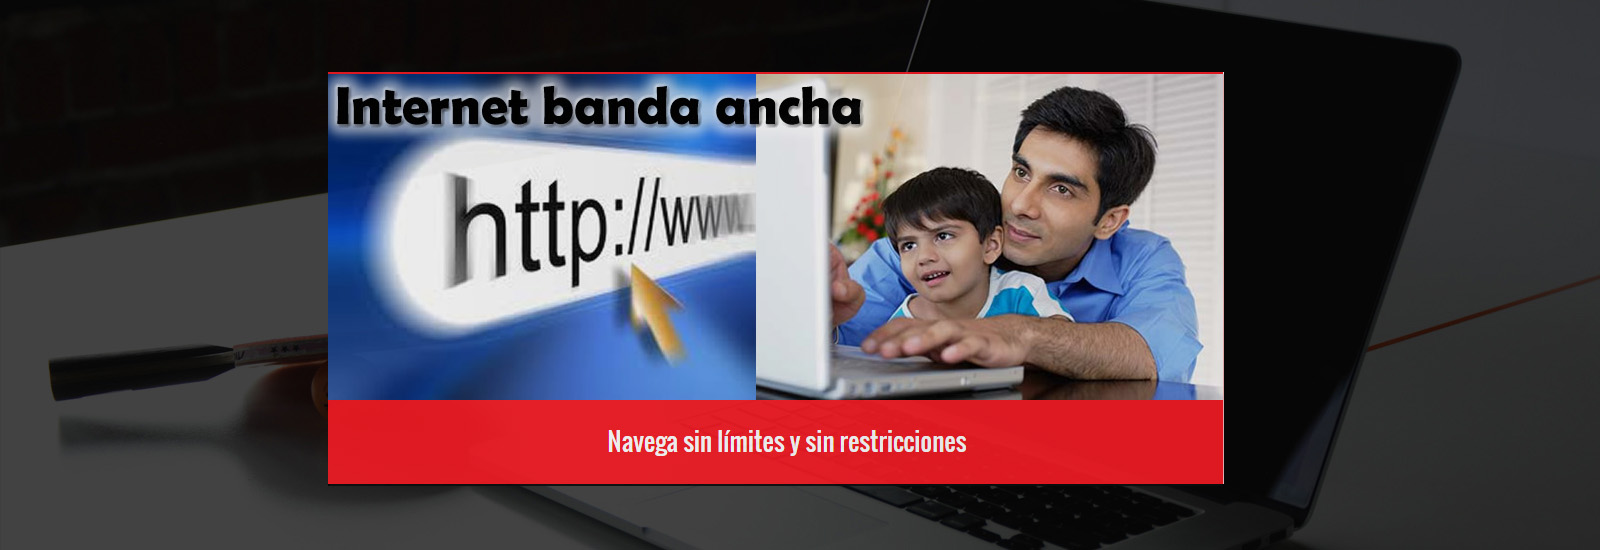 Internet banda ancha
http://www.
Navega sin límites y sin restricciones